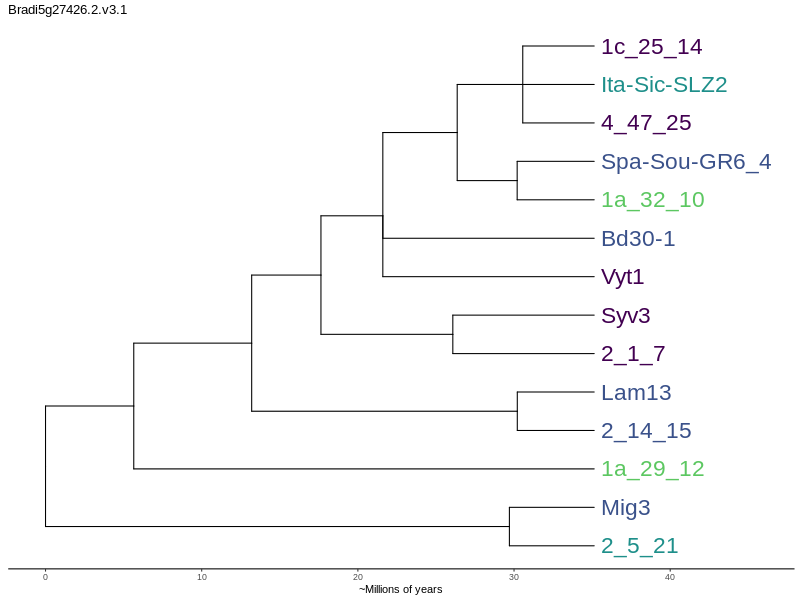 Bradi5g27426.2.v3.1
1c_25_14
Ita-Sic-SLZ2
4_47_25
Spa-Sou-GR6_4
1a_32_10
Bd30-1
Vyt1
Syv3
2_1_7
Lam13
2_14_15
1a_29_12
Mig3
2_5_21
0 10 20 30 40
~Millions of years